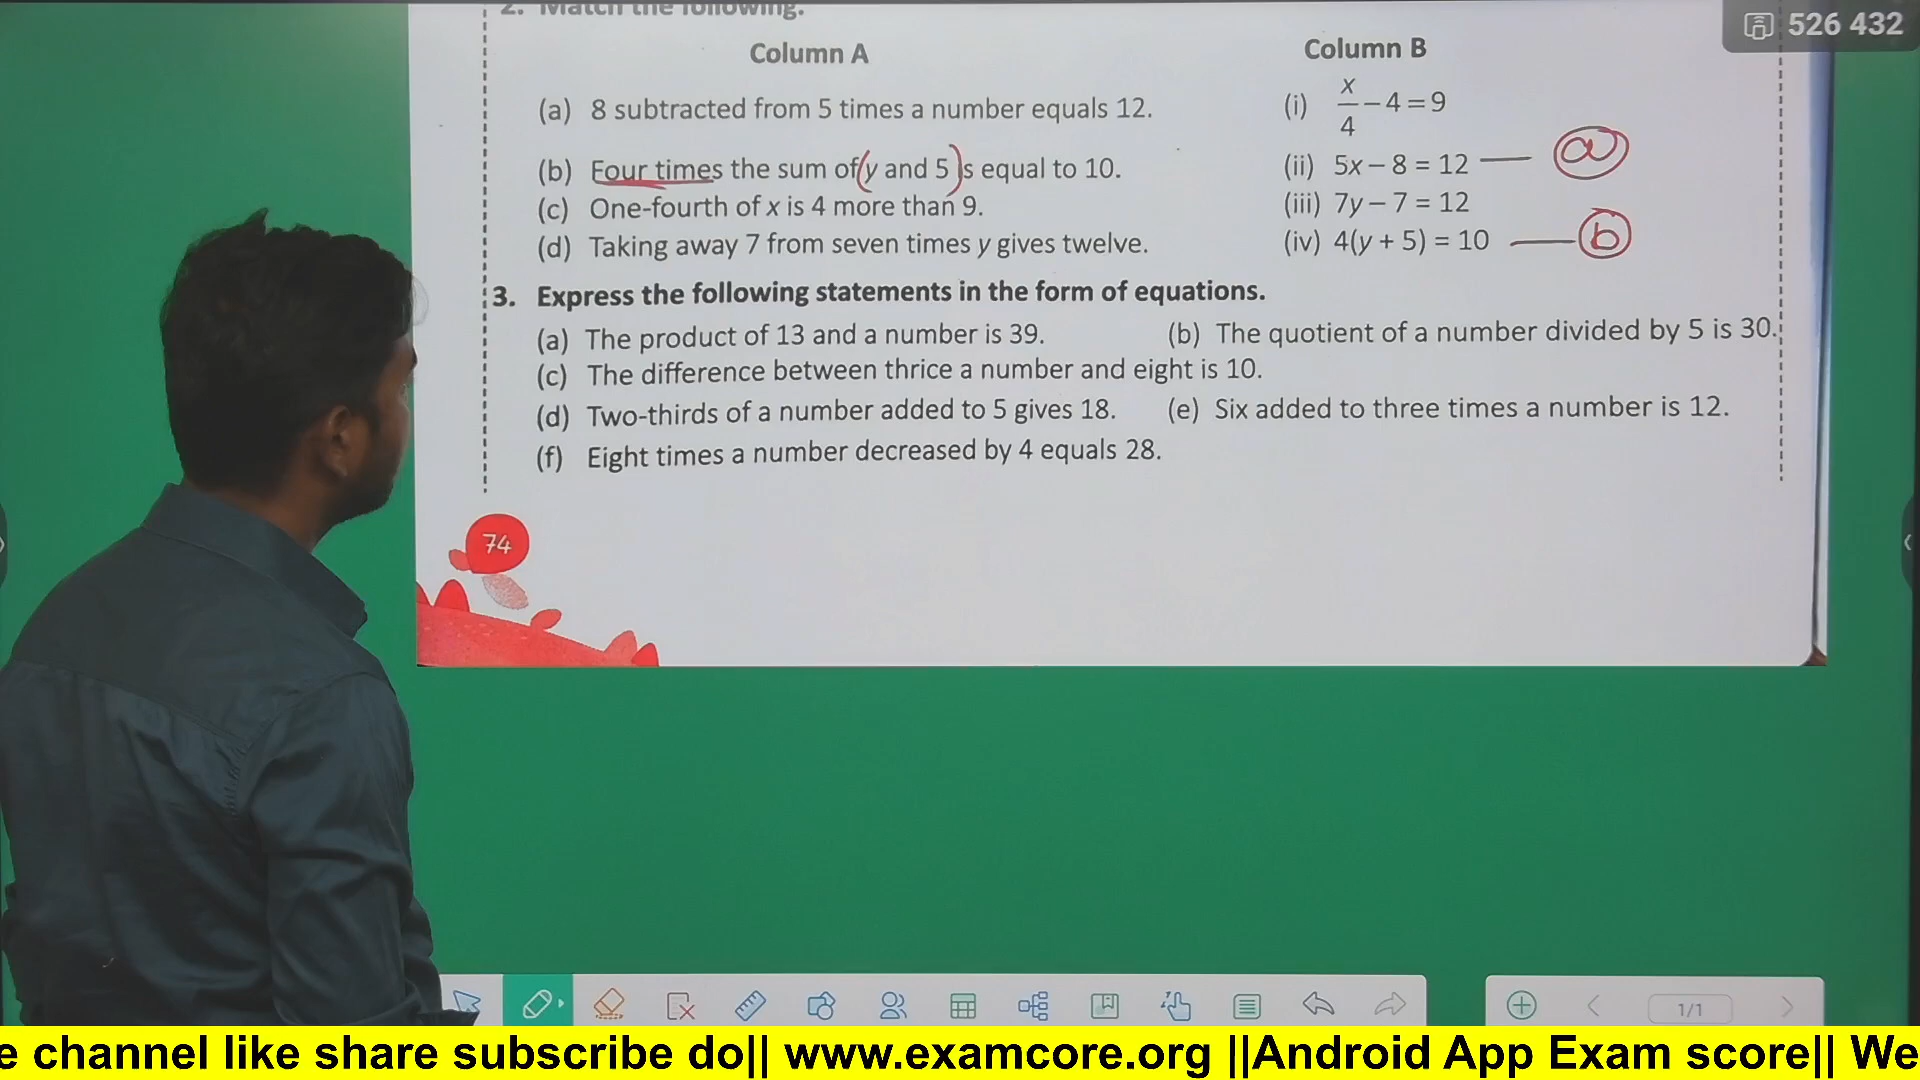 2. Match the following.
526 432
Column A
Column B
(a) 8 subtracted from 5 times a number equals 12.
(i) x/4 – 4 = 9
(b) Four times the sum of (y and 5) is equal to 10.
(ii) 5x – 8 = 12 — a
(c) One-fourth of x is 4 more than 9.
(iii) 7y – 7 = 12
(d) Taking away 7 from seven times y gives twelve.
(iv) 4(y + 5) = 10 — b
3. Express the following statements in the form of equations.
(a) The product of 13 and a number is 39.
(b) The quotient of a number divided by 5 is 30.
(c) The difference between thrice a number and eight is 10.
(d) Two-thirds of a number added to 5 gives 18.
(e) Six added to three times a number is 12.
(f) Eight times a number decreased by 4 equals 28.
74
1/1
e channel like share subscribe do|| www.examcore.org ||Android App Exam score|| We